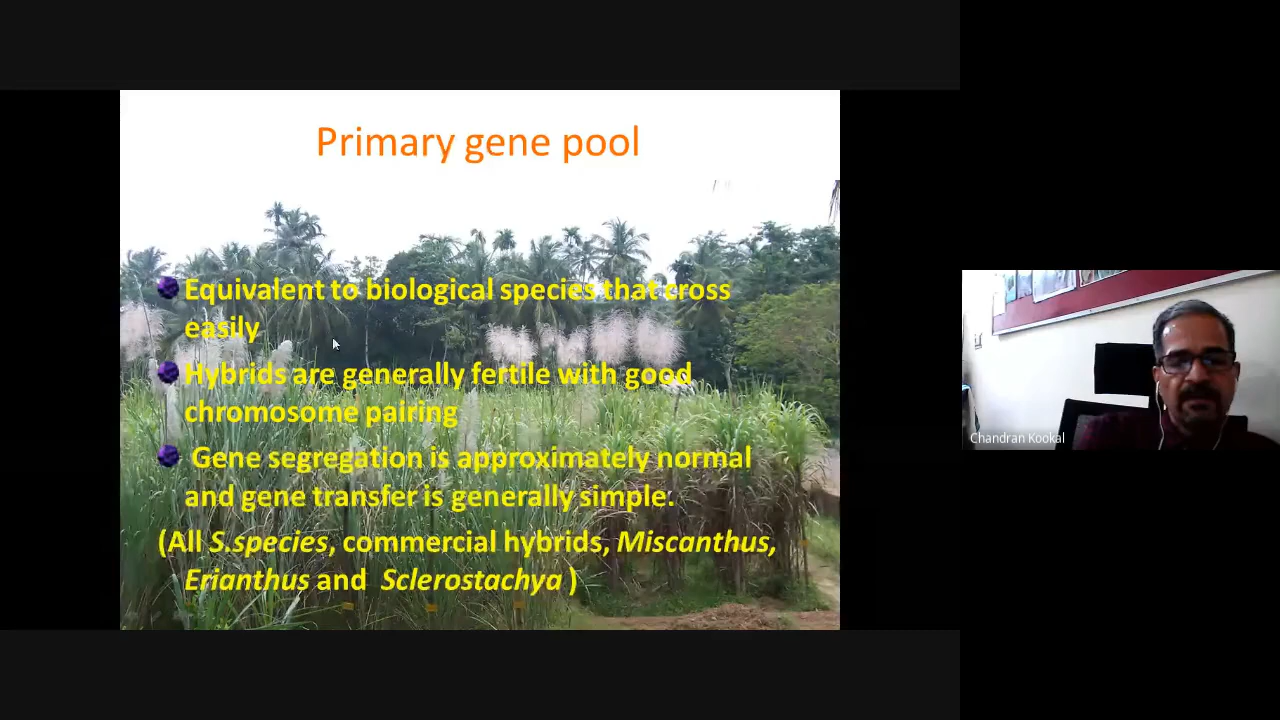 Primary gene pool
Equivalent to biological species that cross
easily
Hybrids are generally fertile with good
chromosome pairing
Gene segregation is approximately normal
and gene transfer is generally simple.
(All S.species, commercial hybrids, Miscanthus,
Erianthus and Sclerostachya )
Chandran Kookal